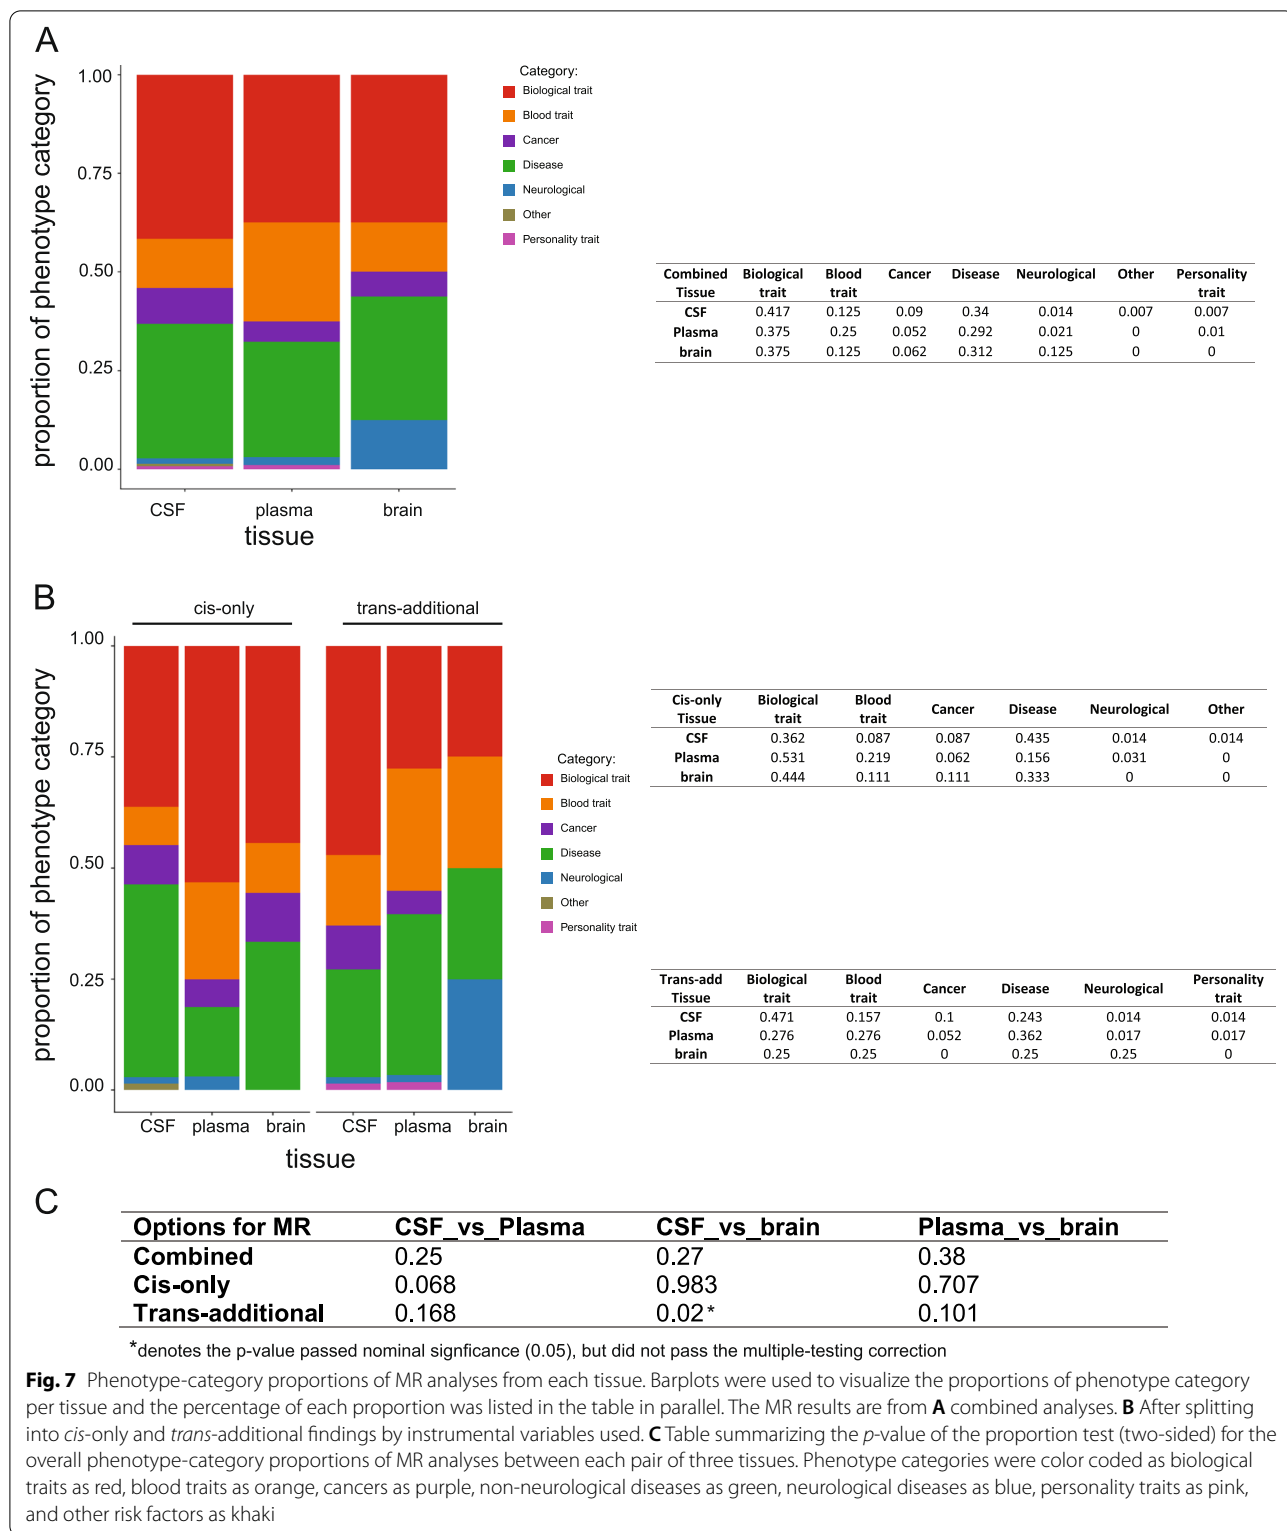 A
proportion of phenotype category
1.00
0.75
0.50
0.25
0.00
CSF plasma brain
tissue
Category:
Biological trait
Blood trait
Cancer
Disease
Neurological
Other
Personality trait
Combined Biological Blood Cancer Disease Neurological Other Personality
Tissue trait trait trait
CSF 0.417 0.125 0.09 0.34 0.014 0.007 0.007
Plasma 0.375 0.25 0.052 0.292 0.021 0 0.01
brain 0.375 0.125 0.062 0.312 0.125 0 0
B
cis-only trans-additional
proportion of phenotype category
1.00
0.75
0.50
0.25
0.00
CSF plasma brain CSF plasma brain
tissue
Category:
Biological trait
Blood trait
Cancer
Disease
Neurological
Other
Personality trait
Cis-only Biological Blood Cancer Disease Neurological Other
Tissue trait trait
CSF 0.362 0.087 0.087 0.435 0.014 0.014
Plasma 0.531 0.219 0.062 0.156 0.031 0
brain 0.444 0.111 0.111 0.333 0 0
Trans-add Biological Blood Cancer Disease Neurological Personality
Tissue trait trait trait
CSF 0.471 0.157 0.1 0.243 0.014 0.014
Plasma 0.276 0.276 0.052 0.362 0.017 0.017
brain 0.25 0.25 0 0.25 0.25 0
C
Options for MR CSF_vs_Plasma CSF_vs_brain Plasma_vs_brain
Combined 0.25 0.27 0.38
Cis-only 0.068 0.983 0.707
Trans-additional 0.168 0.02* 0.101
*denotes the p-value passed nominal signficance (0.05), but did not pass the multiple-testing correction
Fig. 7 Phenotype-category proportions of MR analyses from each tissue. Barplots were used to visualize the proportions of phenotype category
per tissue and the percentage of each proportion was listed in the table in parallel. The MR results are from A combined analyses. B After splitting
into cis-only and trans-additional findings by instrumental variables used. C Table summarizing the p-value of the proportion test (two-sided) for the
overall phenotype-category proportions of MR analyses between each pair of three tissues. Phenotype categories were color coded as biological
traits as red, blood traits as orange, cancers as purple, non-neurological diseases as green, neurological diseases as blue, personality traits as pink,
and other risk factors as khaki